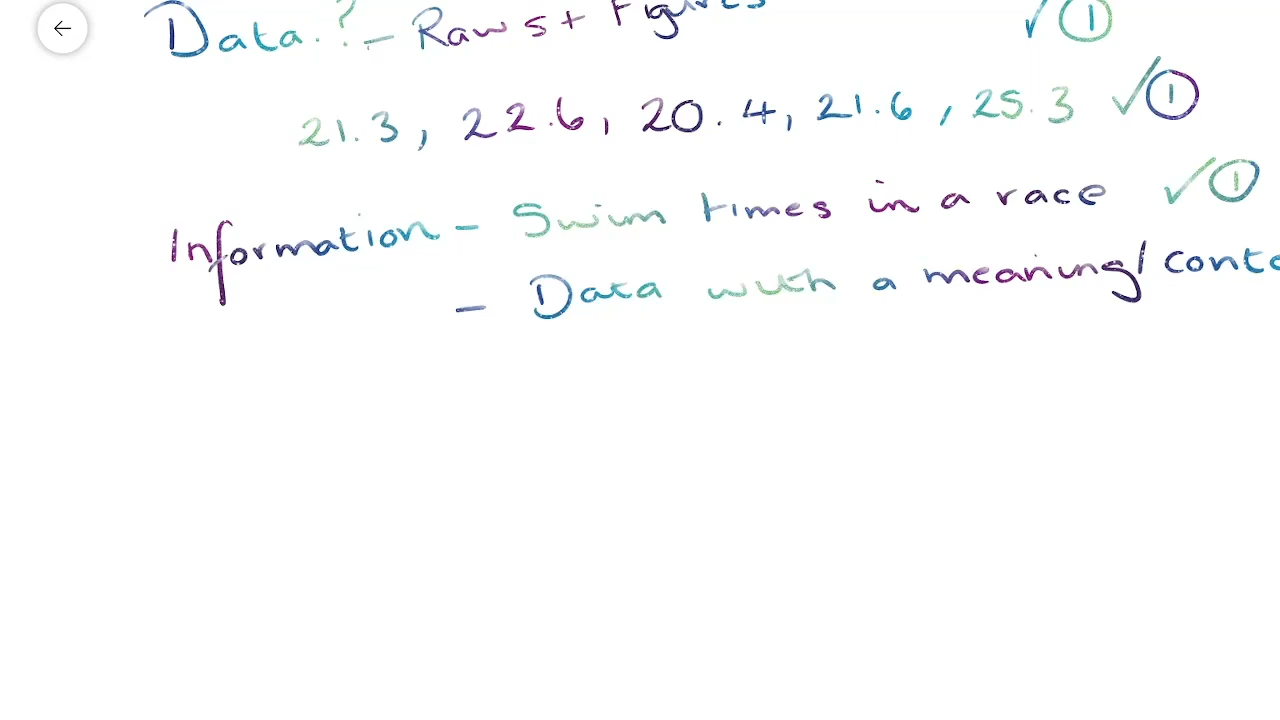 Data? - Raw s + Figures ✓ ①
21.3, 22.6, 20.4, 21.6, 25.3 ✓ ①
Information - Swim times in a race ✓ ①
- Data with a meaning/